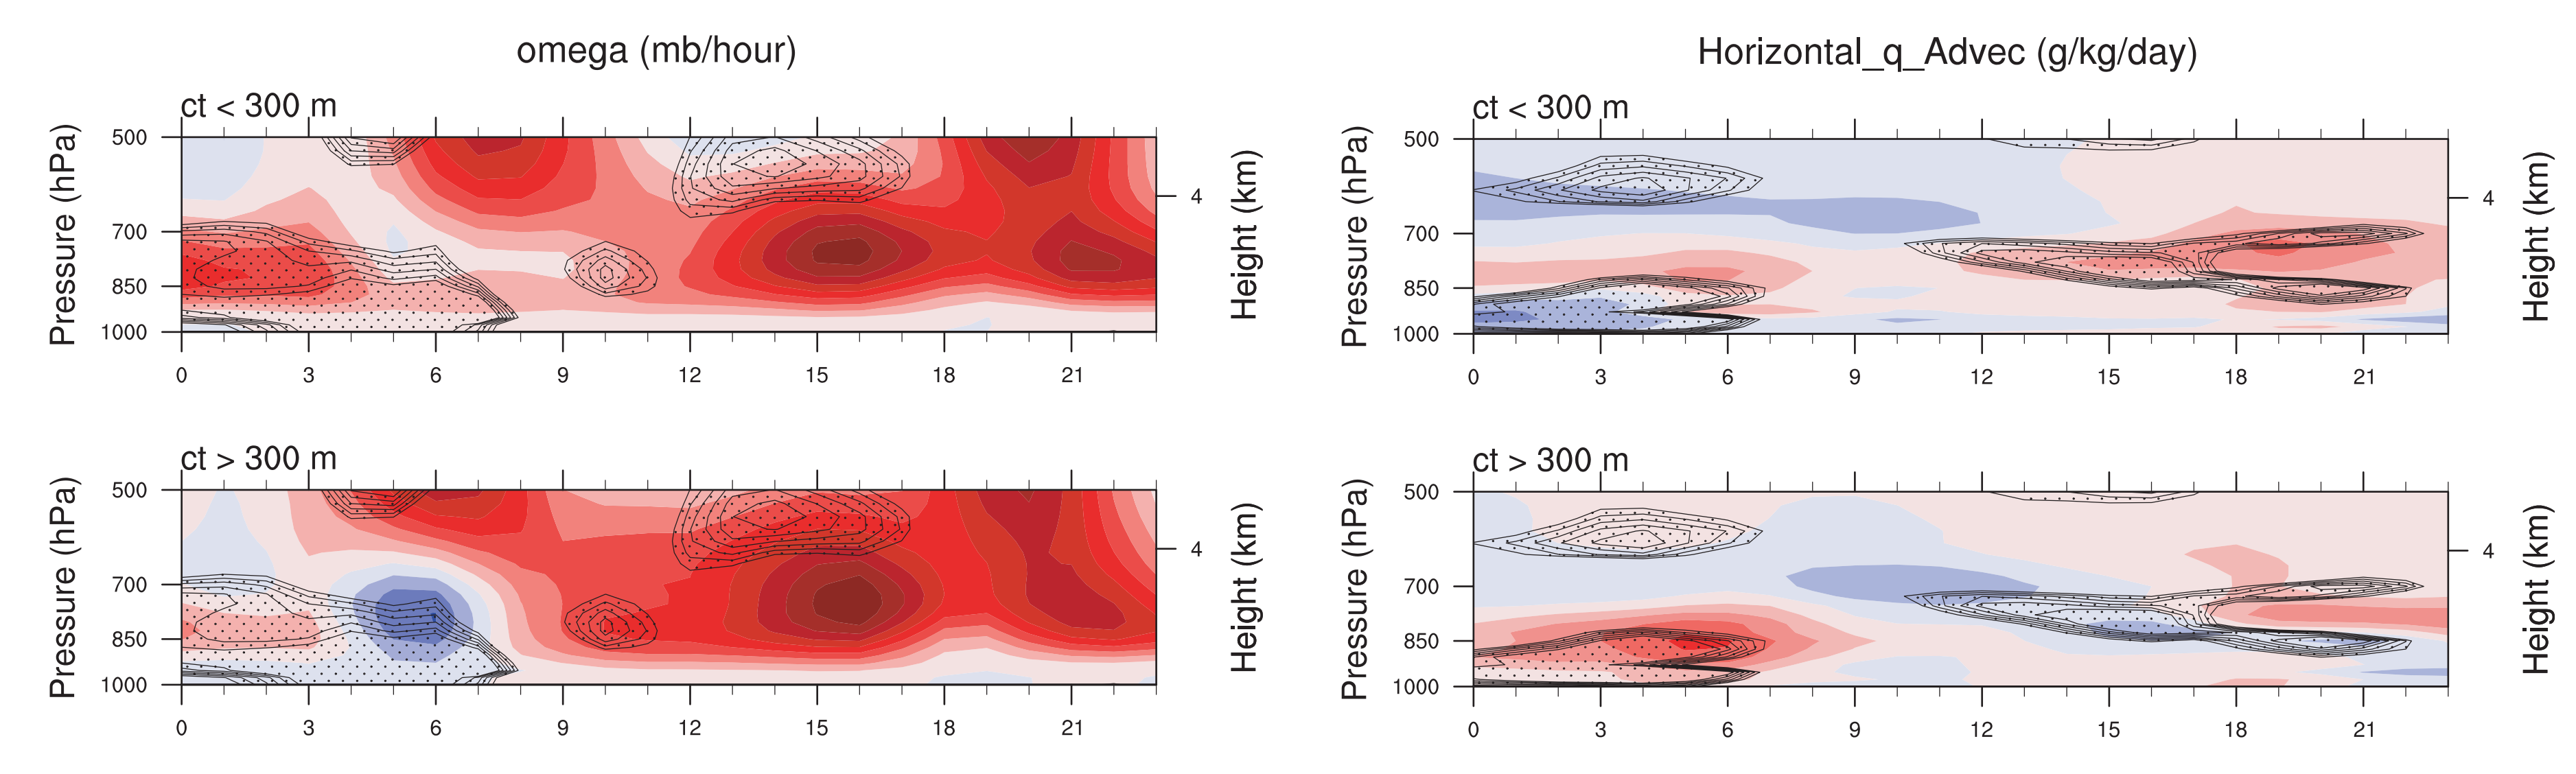 omega (mb/hour)
Horizontal_q_Advec (g/kg/day)
ct < 300 m
Pressure (hPa)
500
700
850
1000
0 3 6 9 12 15 18 21
4
Height (km)
ct < 300 m
Pressure (hPa)
500
700
850
1000
0 3 6 9 12 15 18 21
4
Height (km)
ct > 300 m
Pressure (hPa)
500
700
850
1000
0 3 6 9 12 15 18 21
4
Height (km)
ct > 300 m
Pressure (hPa)
500
700
850
1000
0 3 6 9 12 15 18 21
4
Height (km)